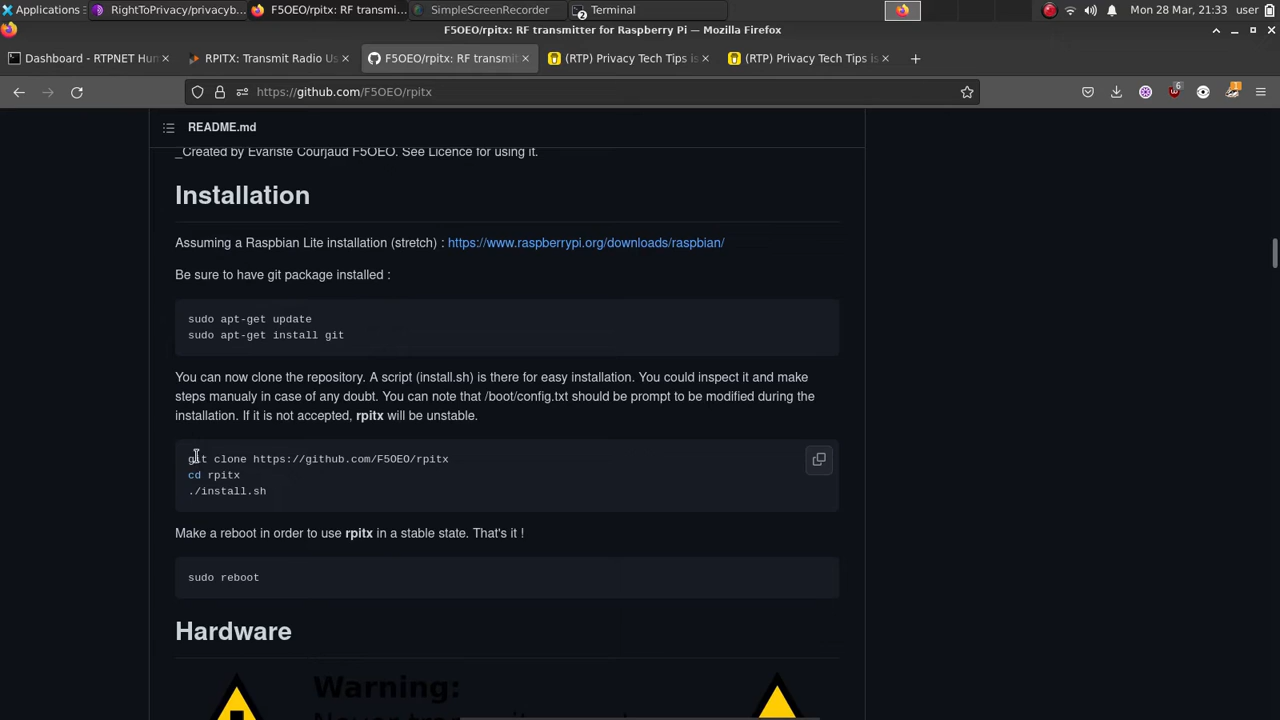 Applications
RightToPrivacy/privacyb...
F5OEO/rpitx: RF transmi...
SimpleScreenRecorder
2
Terminal
Mon 28 Mar, 21:33
user
F5OEO/rpitx: RF transmitter for Raspberry Pi — Mozilla Firefox
Dashboard - RTPNET Hun
RPITX: Transmit Radio Us
F5OEO/rpitx: RF transmit
(RTP) Privacy Tech Tips is
(RTP) Privacy Tech Tips is
https://github.com/F5OEO/rpitx
6
1
README.md
_Created by Evariste Courjaud F5OEO. See Licence for using it.
Installation
Assuming a Raspbian Lite installation (stretch) : https://www.raspberrypi.org/downloads/raspbian/
Be sure to have git package installed :
sudo apt-get update
sudo apt-get install git
You can now clone the repository. A script (install.sh) is there for easy installation. You could inspect it and make
steps manualy in case of any doubt. You can note that /boot/config.txt should be prompt to be modified during the
installation. If it is not accepted, rpitx will be unstable.
git clone https://github.com/F5OEO/rpitx
cd rpitx
./install.sh
Make a reboot in order to use rpitx in a stable state. That's it !
sudo reboot
Hardware
Warning: